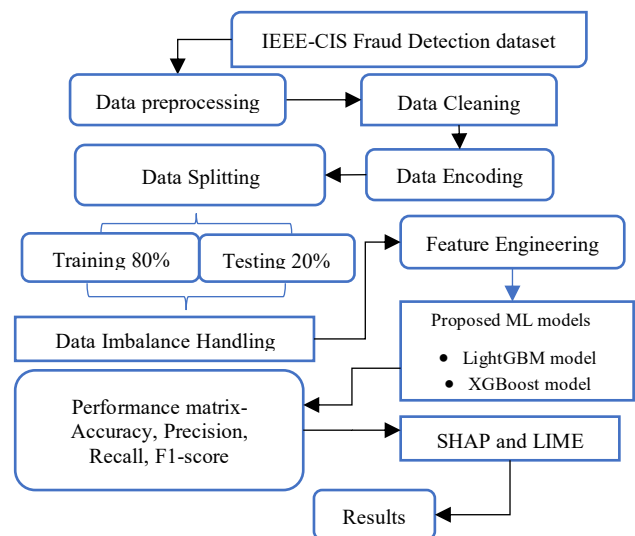 IEEE-CIS Fraud Detection dataset
Data preprocessing
Data Cleaning
Data Splitting
Data Encoding
Training 80%
Testing 20%
Feature Engineering
Data Imbalance Handling
Proposed ML models
● LightGBM model
● XGBoost model
Performance matrix-
Accuracy, Precision,
Recall, F1-score
SHAP and LIME
Results